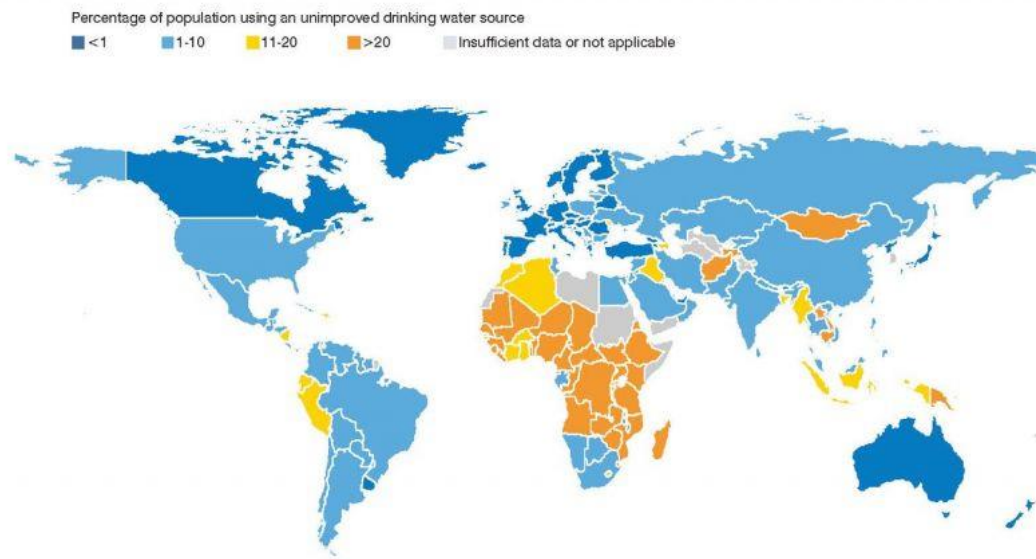 Percentage of population using an unimproved drinking water source
<1 1-10 11-20 >20 Insufficient data or not applicable